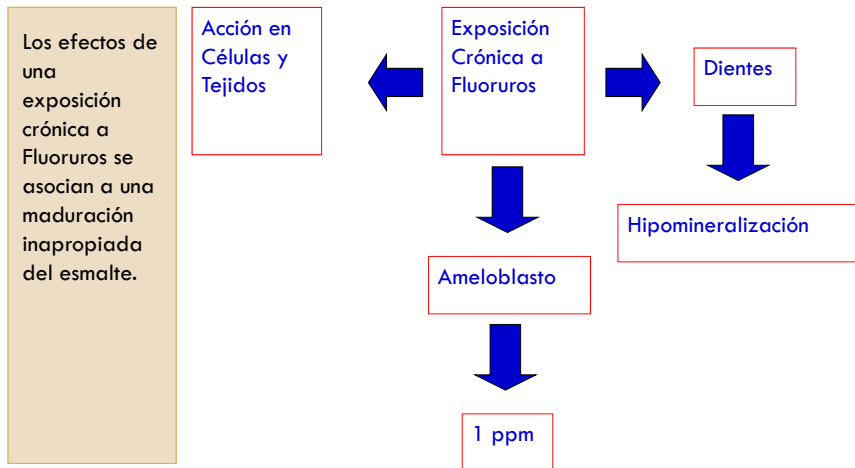 Los efectos de
una
exposición
crónica a
Fluoruros se
asocian a una
maduración
inapropiada
del esmalte.
Acción en
Células y
Tejidos
Exposición
Crónica a
Fluoruros
Dientes
Hipomineralización
Ameloblasto
1 ppm